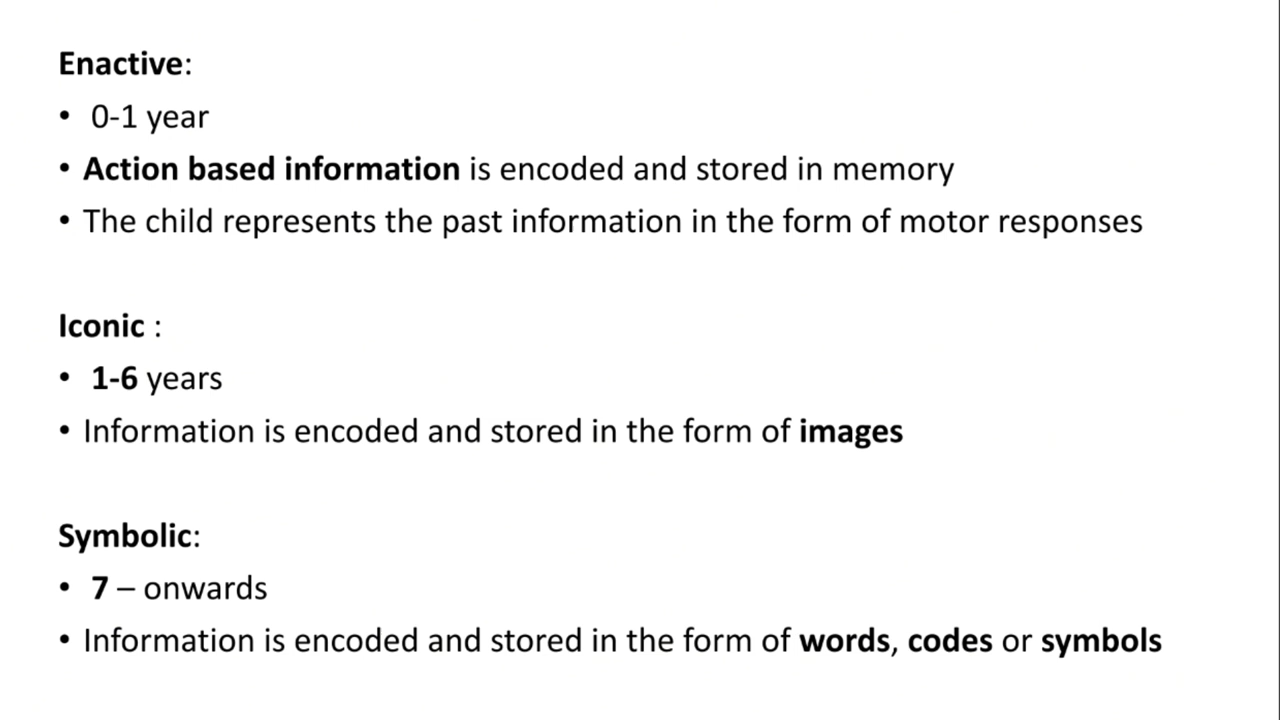 Enactive:
• 0-1 year
• Action based information is encoded and stored in memory
• The child represents the past information in the form of motor responses
Iconic :
• 1-6 years
• Information is encoded and stored in the form of images
Symbolic:
• 7 – onwards
• Information is encoded and stored in the form of words, codes or symbols